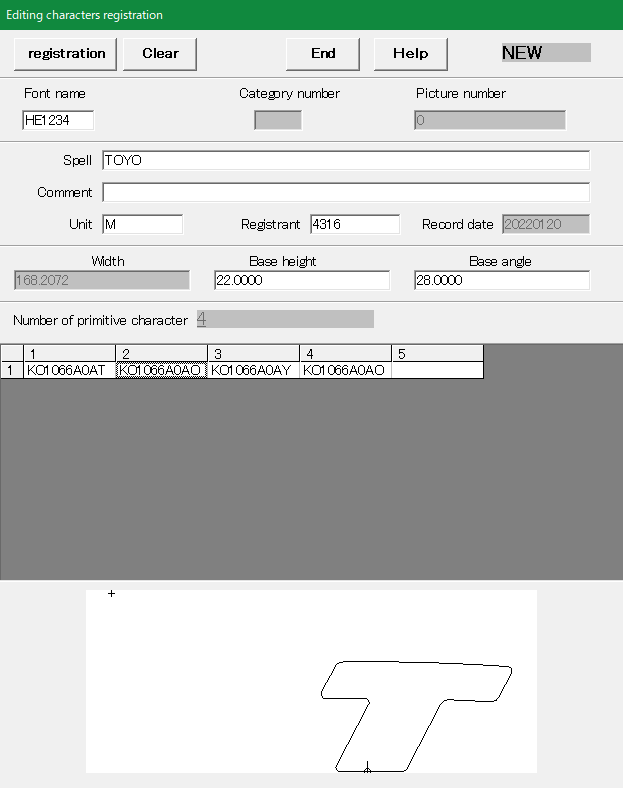 Editing characters registration
registration Clear End Help NEW
Font name Category number Picture number
HE1234 0
Spell TOYO
Comment
Unit M Registrant 4316 Record date 20220120
Width Base height Base angle
168.2072 22.0000 28.0000
Number of primitive character 4
1 2 3 4 5
1 KO1066A0AT KO1066A0AO KO1066A0AY KO1066A0AO
T